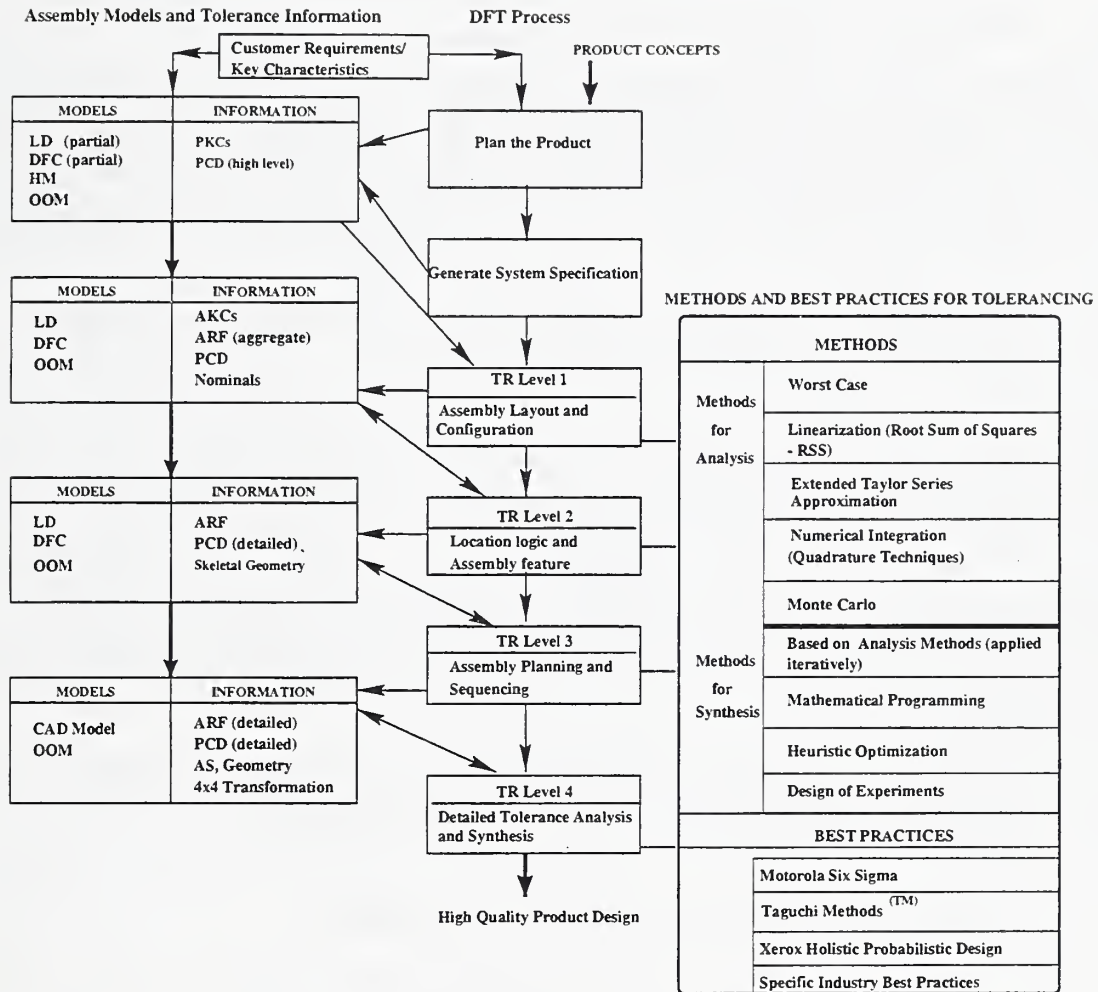 Assembly Models and Tolerance Information
DFT Process
Customer Requirements/
Key Characteristics
PRODUCT CONCEPTS
MODELS
INFORMATION
LD (partial)
DFC (partial)
HM
OOM
PKCs
PCD (high level)
Plan the Product
Generate System Specification
MODELS
INFORMATION
LD
DFC
OOM
AKCs
ARF (aggregate)
PCD
Nominals
TR Level 1
Assembly Layout and
Configuration
MODELS
INFORMATION
LD
DFC
OOM
ARF
PCD (detailed)
Skeletal Geometry
TR Level 2
Location logic and
Assembly feature
TR Level 3
Assembly Planning and
Sequencing
MODELS
INFORMATION
CAD Model
OOM
ARF (detailed)
PCD (detailed)
AS, Geometry
4x4 Transformation
TR Level 4
Detailed Tolerance Analysis
and Synthesis
High Quality Product Design
METHODS AND BEST PRACTICES FOR TOLERANCING
METHODS
Methods
for
Analysis
Worst Case
Linearization (Root Sum of Squares
- RSS)
Extended Taylor Series
Approximation
Numerical Integration
(Quadrature Techniques)
Monte Carlo
Methods
for
Synthesis
Based on Analysis Methods (applied
iteratively)
Mathematical Programming
Heuristic Optimization
Design of Experiments
BEST PRACTICES
Motorola Six Sigma
Taguchi Methods (TM)
Xerox Holistic Probabilistic Design
Specific Industry Best Practices